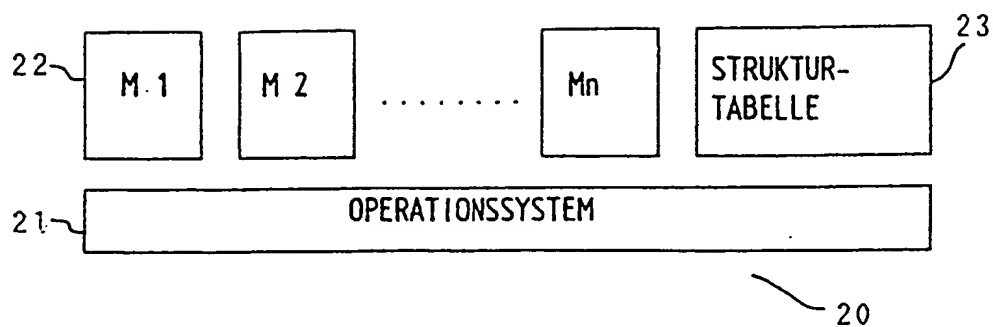 23
22 M 1 M 2 ........ Mn STRUKTUR-
TABELLE
21 OPERATIONSSYSTEM
20